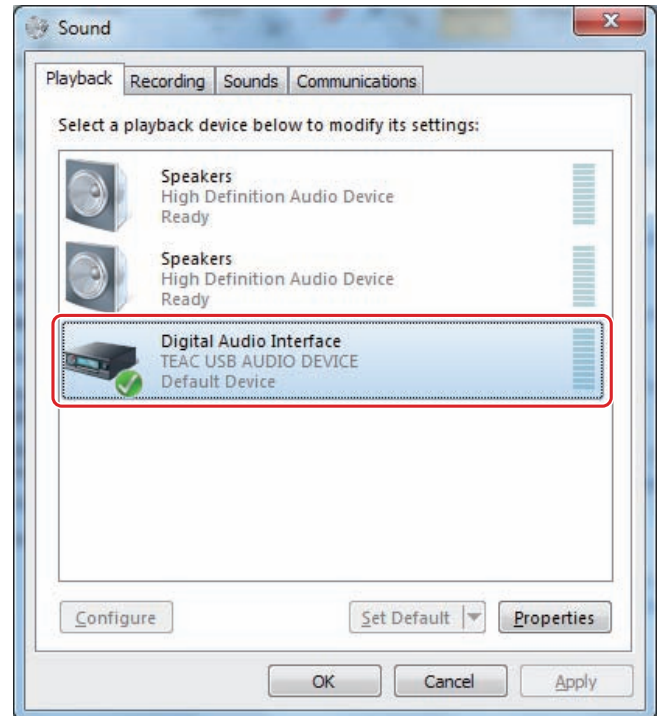 Sound
Playback Recording Sounds Communications
Select a playback device below to modify its settings:
Speakers
High Definition Audio Device
Ready
Speakers
High Definition Audio Device
Ready
Digital Audio Interface
TEAC USB AUDIO DEVICE
Default Device
Configure Set Default Properties
OK Cancel Apply